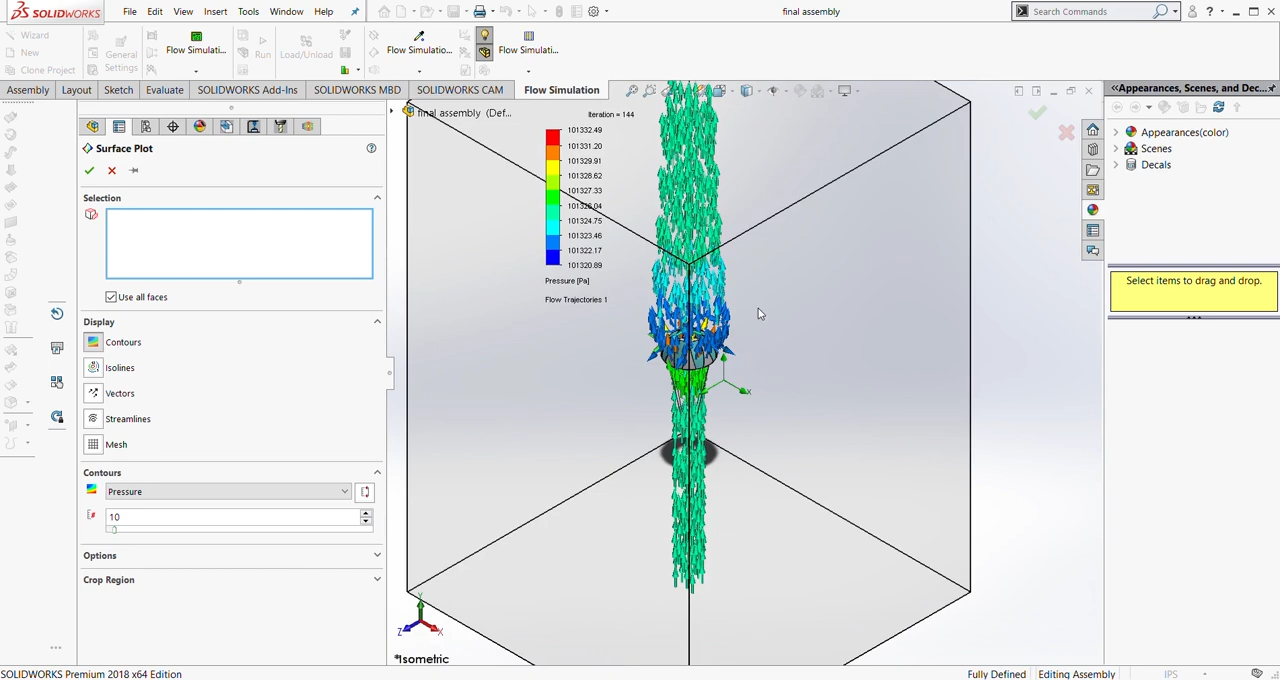 SOLIDWORKS File Edit View Insert Tools Window Help final assembly Search Commands
Wizard
New
Clone Project
General Settings
Flow Simulati...
Run
Load/Unload
Flow Simulatio...
Flow Simulati...
Assembly Layout Sketch Evaluate SOLIDWORKS Add-Ins SOLIDWORKS MBD SOLIDWORKS CAM Flow Simulation
<<Appearances, Scenes, and Dec...
Surface Plot
Selection
Use all faces
Display
Contours
Isolines
Vectors
Streamlines
Mesh
Contours
Pressure
10
Options
Crop Region
final assembly (Def...
Iteration = 144
101332.49
101331.20
101329.91
101328.62
101327.33
101326.04
101324.75
101323.46
101322.17
101320.89
Pressure [Pa]
Flow Trajectories 1
X
Y
Z
X
*Isometric
Appearances(color)
Scenes
Decals
Select items to drag and drop.
SOLIDWORKS Premium 2018 x64 Edition Fully Defined Editing Assembly IPS